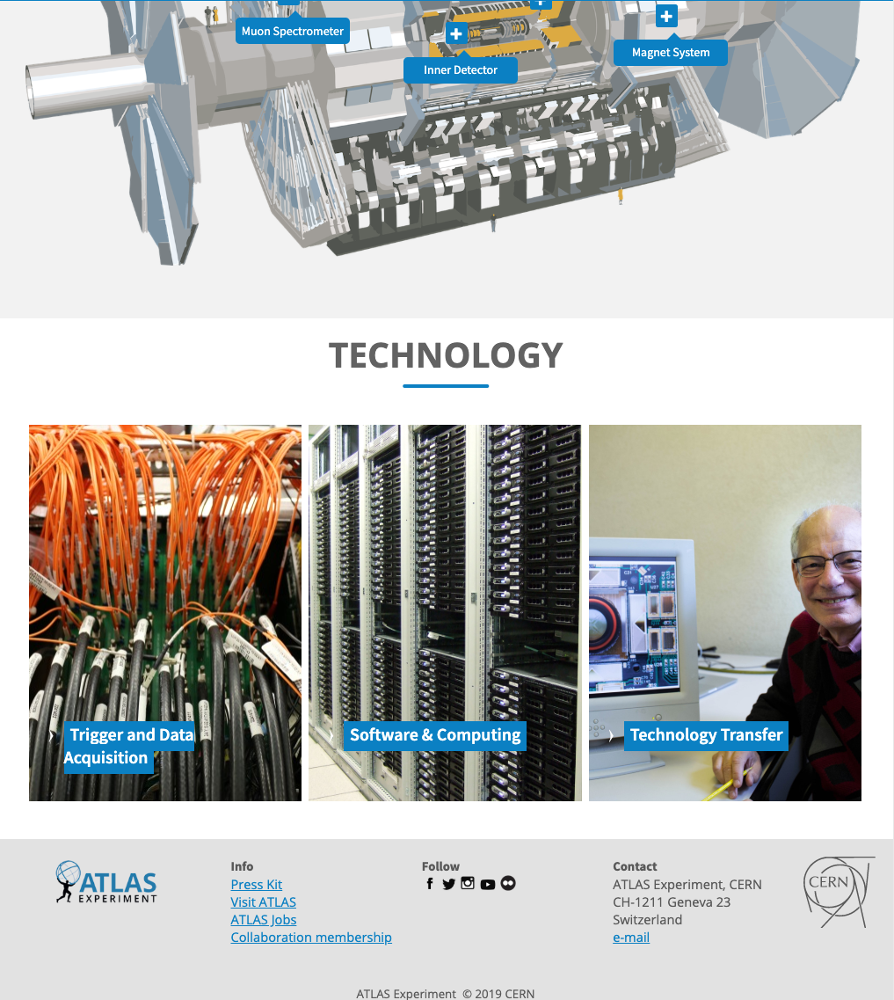 Muon Spectrometer
Inner Detector
Magnet System
TECHNOLOGY
Trigger and Data
Acquisition
Software & Computing
Technology Transfer
ATLAS
EXPERIMENT
Info
Press Kit
Visit ATLAS
ATLAS Jobs
Collaboration membership
Follow
Contact
ATLAS Experiment, CERN
CH-1211 Geneva 23
Switzerland
e-mail
CERN
ATLAS Experiment © 2019 CERN